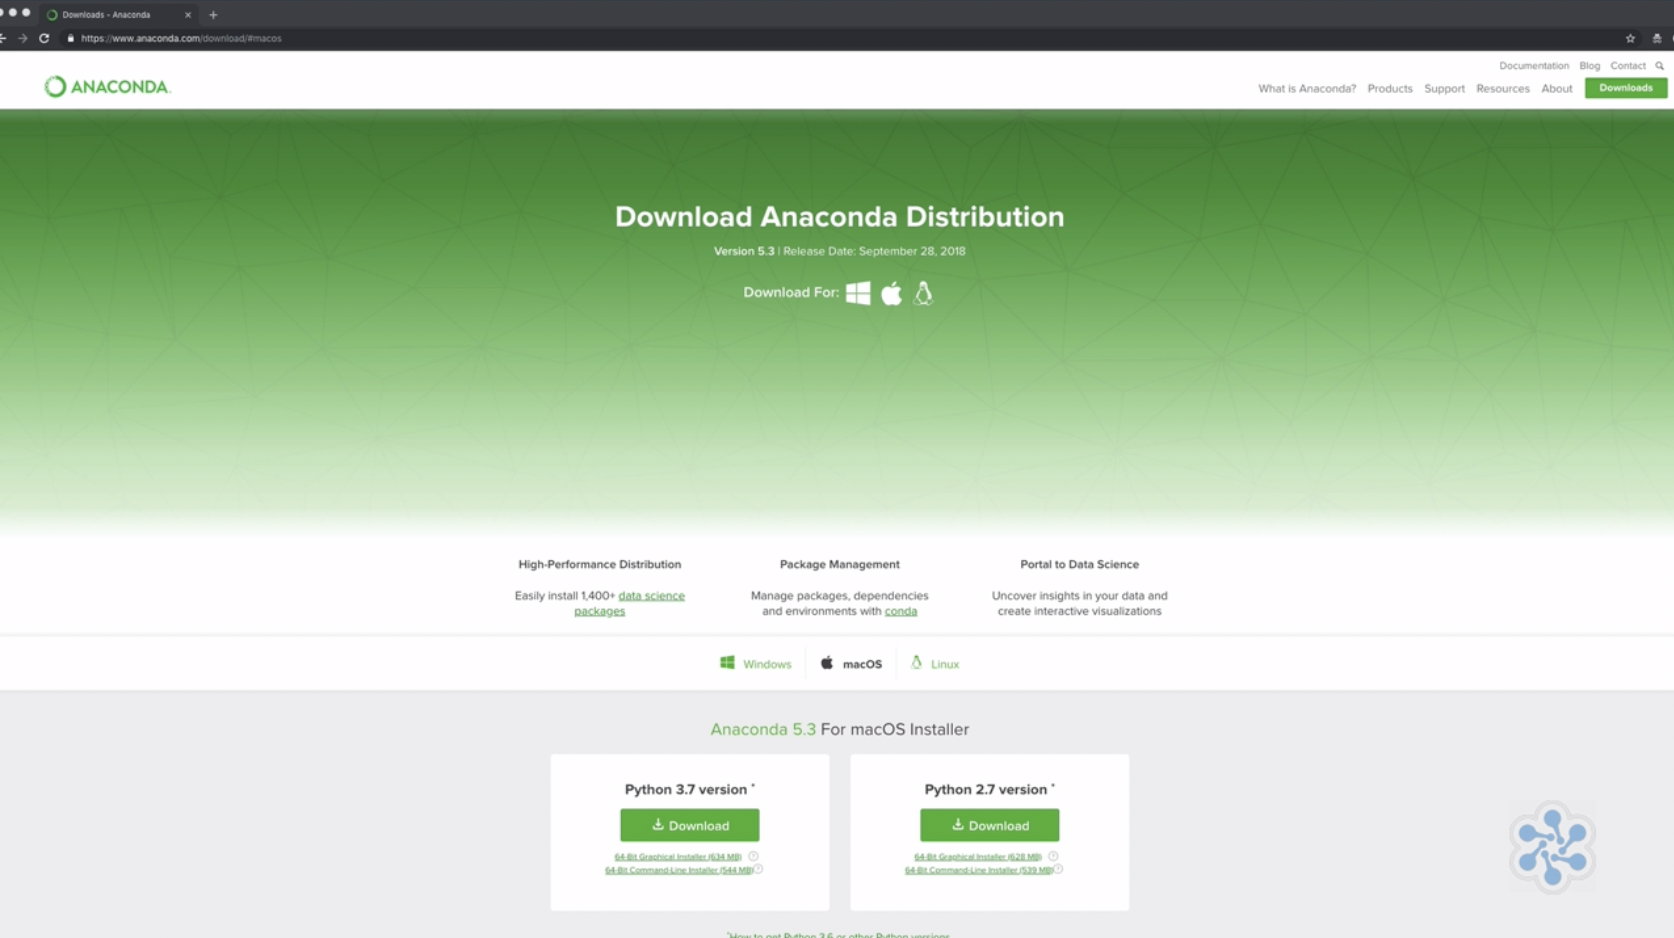 Downloads - Anaconda
https://www.anaconda.com/download/#macos
Documentation Blog Contact
ANACONDA.
What is Anaconda? Products Support Resources About Downloads
Download Anaconda Distribution
Version 5.3 | Release Date: September 28, 2018
Download For:
High-Performance Distribution
Easily install 1,400+ data science
packages
Package Management
Manage packages, dependencies
and environments with conda
Portal to Data Science
Uncover insights in your data and
create interactive visualizations
Windows macOS Linux
Anaconda 5.3 For macOS Installer
Python 3.7 version *
Download
64-Bit Graphical Installer (634 MB) ?
64-Bit Command-Line Installer (544 MB) ?
Python 2.7 version *
Download
64-Bit Graphical Installer (628 MB) ?
64-Bit Command-Line Installer (539 MB) ?
*How to get Python 3.6 or other Python versions